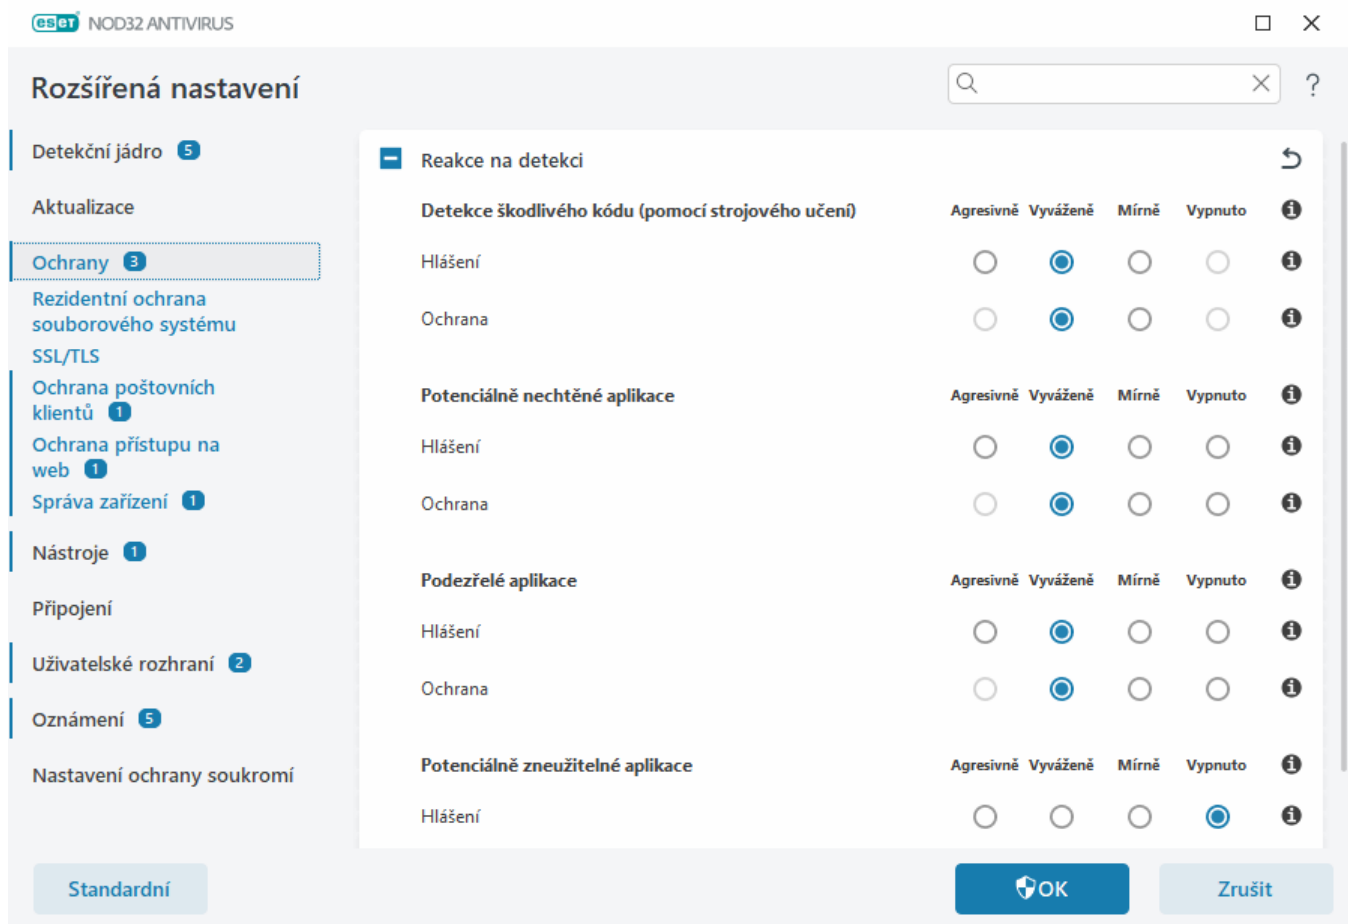 eset NOD32 ANTIVIRUS
Rozšířená nastavení
?
Detekční jádro 5
Aktualizace
Ochrany 3
Rezidentní ochrana
souborového systému
SSL/TLS
Ochrana poštovních
klientů 1
Ochrana přístupu na
web 1
Správa zařízení 1
Nástroje 1
Připojení
Uživatelské rozhraní 2
Oznámení 5
Nastavení ochrany soukromí
Reakce na detekci
Detekce škodlivého kódu (pomocí strojového učení) Agresivně Vyváženě Mírně Vypnuto
Hlášení
Ochrana
Potenciálně nechtěné aplikace Agresivně Vyváženě Mírně Vypnuto
Hlášení
Ochrana
Podezřelé aplikace Agresivně Vyváženě Mírně Vypnuto
Hlášení
Ochrana
Potenciálně zneužitelné aplikace Agresivně Vyváženě Mírně Vypnuto
Hlášení
Standardní OK Zrušit